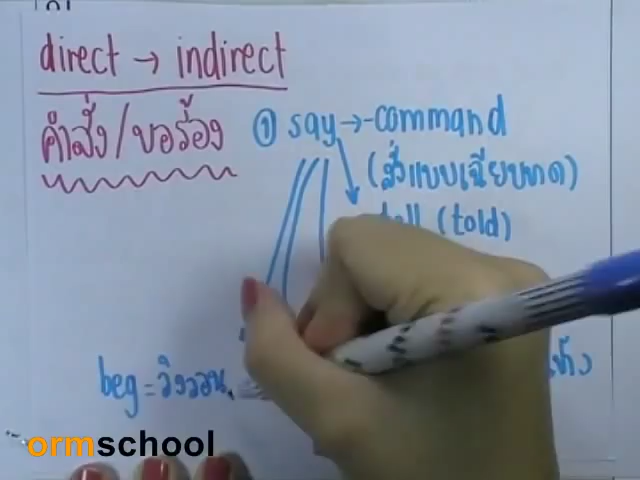 direct → indirect
คำสั่ง/ขอร้อง
① say → command
(สั่งแบบเฉียบขาด)
tell (told)
beg = วิงวอน
ormschool